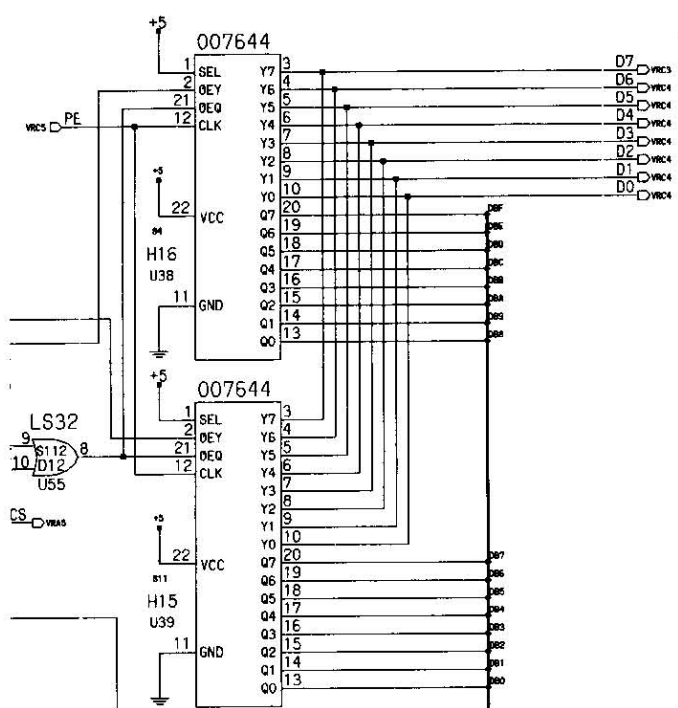 +5
007644
1 SEL Y7 3 D7 VRC3
2 OEY Y6 4 D6 VRC4
21 OEQ Y5 5 D5 VRC4
VRC5 PE 12 CLK Y4 6 D4 VRC4
Y3 7 D3 VRC4
Y2 8 D2 VRC4
+5 Y1 9 D1 VRC4
Y0 10 D0 VRC4
22 VCC Q7 20 DBF
S4 Q6 19 DBE
H16 Q5 18 DBD
U38 Q4 17 DBC
Q3 16 DBB
11 GND Q2 15 DBA
Q1 14 DB9
Q0 13 DB8
+5
007644
1 SEL Y7 3
LS32 2 OEY Y6 4
9 S112 8 21 OEQ Y5 5
10 D12 12 CLK Y4 6
U55 Y3 7
Y2 8
CS VRA5 +5 Y1 9
Y0 10
22 VCC Q7 20 DB7
S11 Q6 19 DB6
H15 Q5 18 DB5
U39 Q4 17 DB4
Q3 16 DB3
11 GND Q2 15 DB2
Q1 14 DB1
Q0 13 DB0